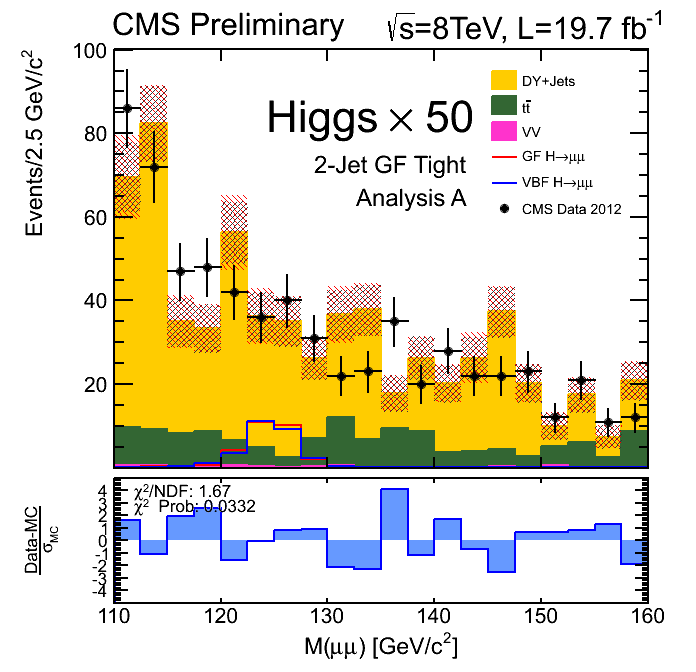 CMS Preliminary
√s=8TeV, L=19.7 fb⁻¹
Events/2.5 GeV/c²
100
80
60
40
20
Higgs × 50
2-Jet GF Tight
Analysis A
DY+Jets
tt̄
VV
GF H→μμ
VBF H→μμ
CMS Data 2012
χ²/NDF: 1.67
χ² Prob: 0.0332
Data-MC
σMC
4
3
2
1
0
-1
-2
-3
-4
110 120 130 140 150 160
M(μμ) [GeV/c²]